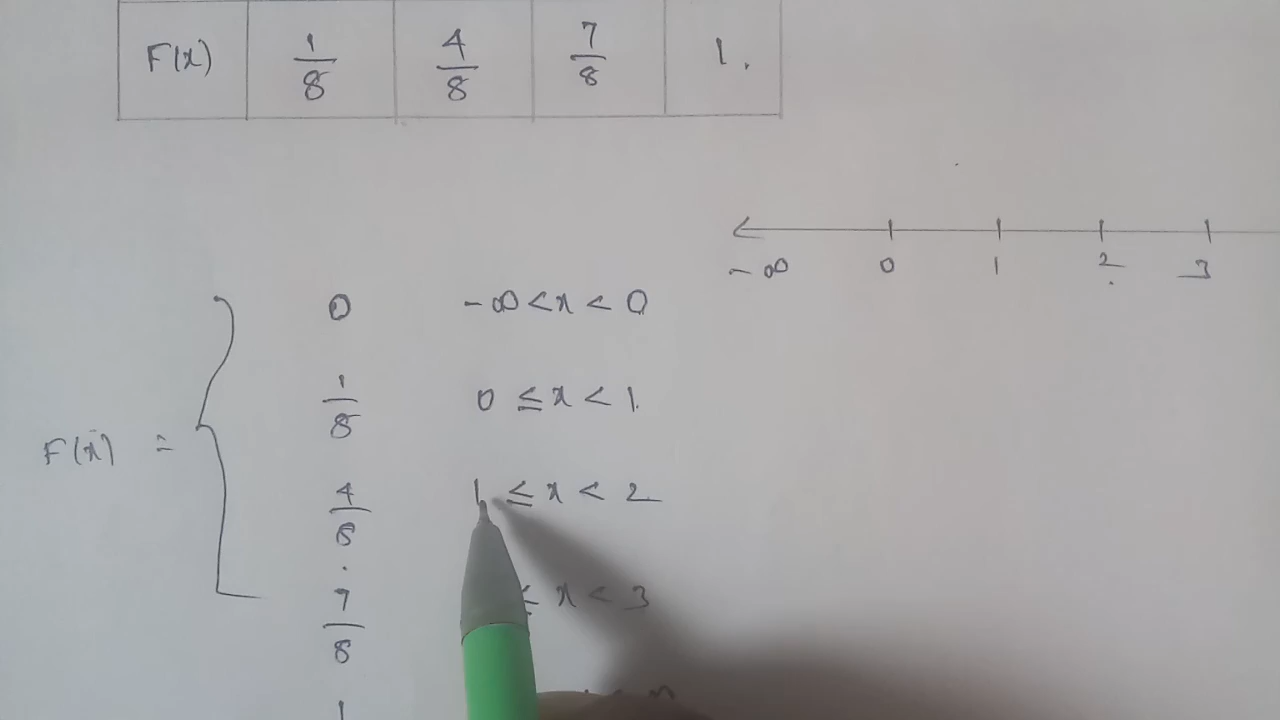 F(x) 1/8 4/8 7/8 1.
-∞ 0 1 2 3
0 -∞ < x < 0
1/8 0 ≤ x < 1.
F(x) =
4/8 1 ≤ x < 2
7/8 ≤ x < 3
1